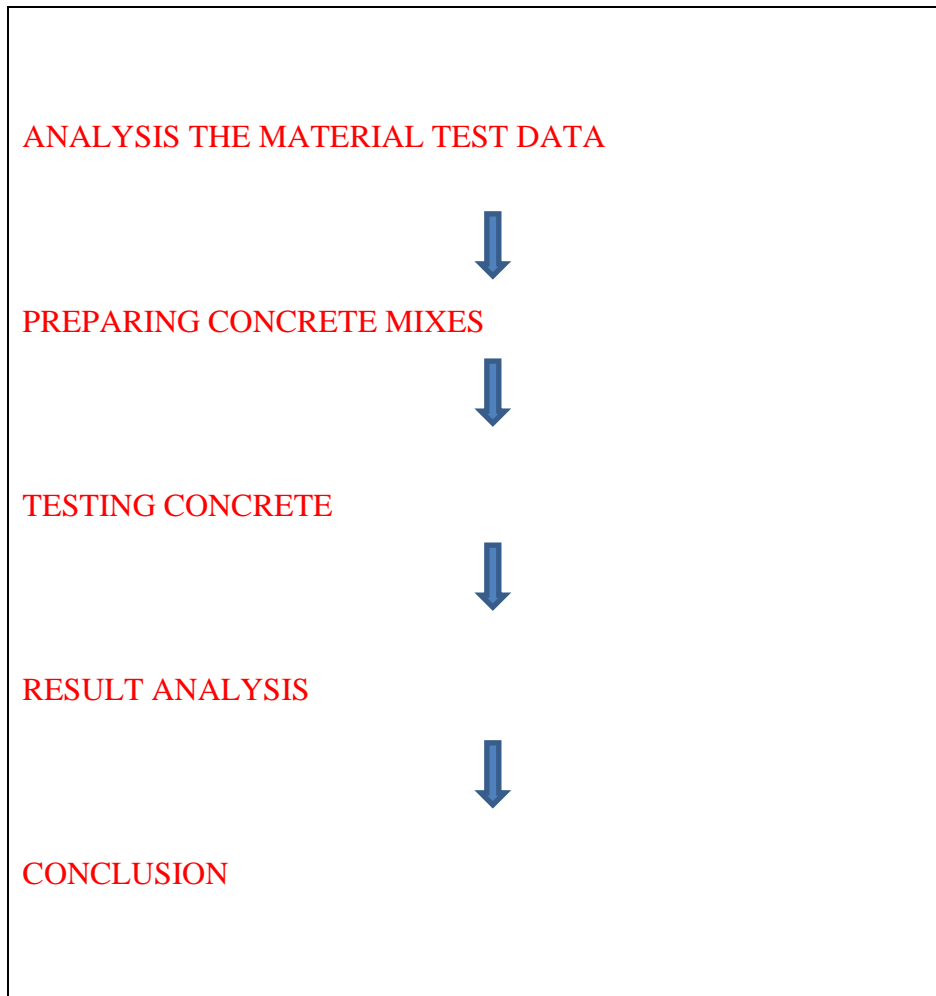 ANALYSIS THE MATERIAL TEST DATA
PREPARING CONCRETE MIXES
TESTING CONCRETE
RESULT ANALYSIS
CONCLUSION